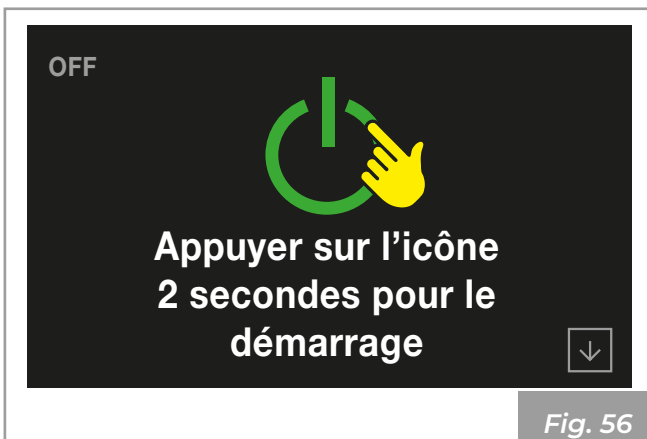 OFF
Appuyer sur l’icône
2 secondes pour le
démarrage
Fig. 56